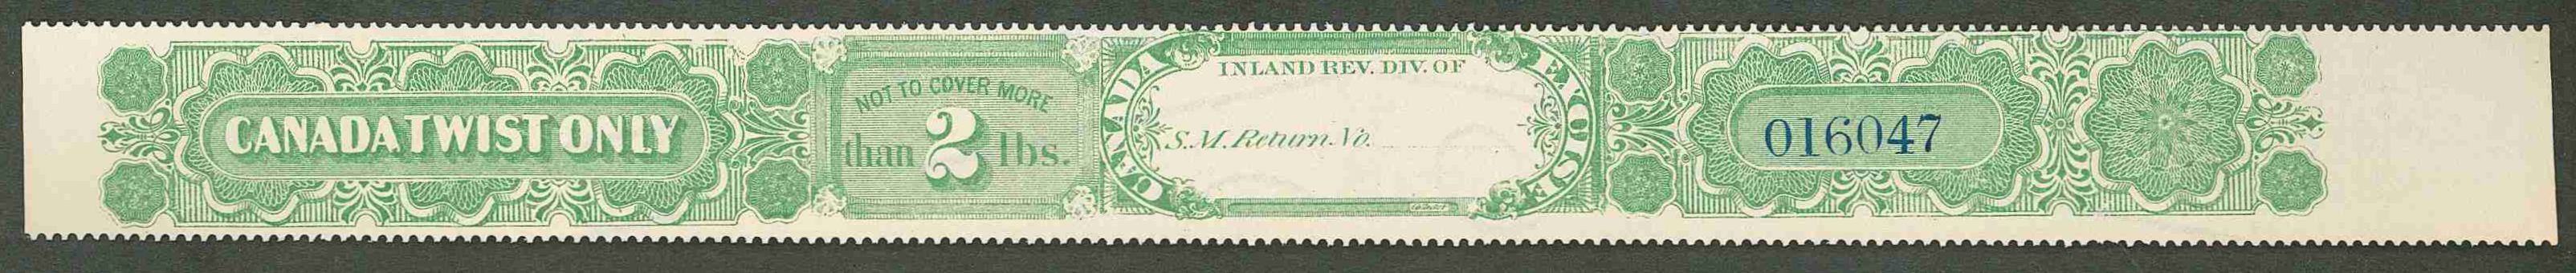 CANADA TWIST ONLY
NOT TO COVER MORE
than 2 lbs.
CANADA
INLAND REV. DIV. OF
S.M. Return No.
EXCISE
016047